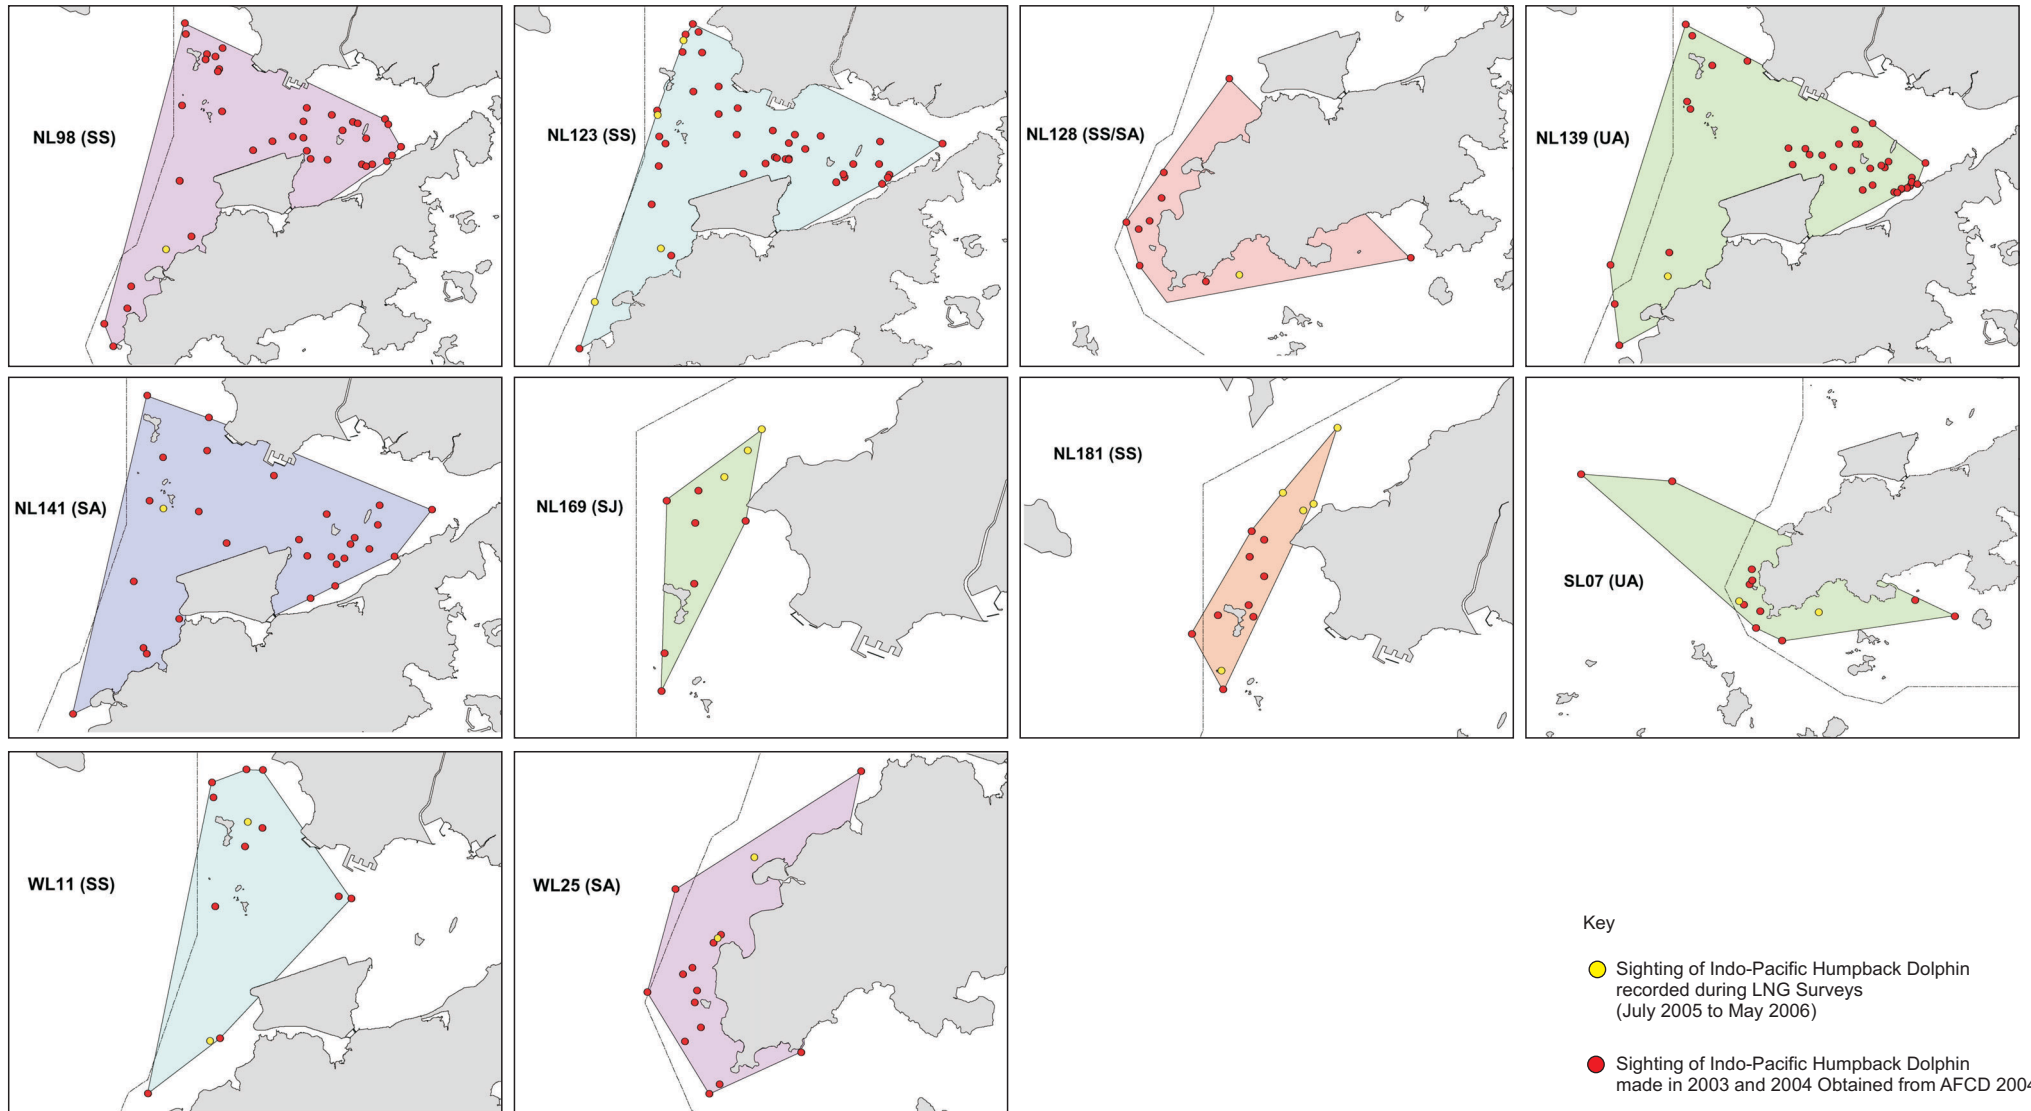 NL98 (SS)
NL123 (SS)
NL128 (SS/SA)
NL139 (UA)
NL141 (SA)
NL169 (SJ)
NL181 (SS)
SL07 (UA)
WL11 (SS)
WL25 (SA)
Key
Sighting of Indo-Pacific Humpback Dolphin
recorded during LNG Surveys
(July 2005 to May 2006)
Sighting of Indo-Pacific Humpback Dolphin
made in 2003 and 2004 Obtained from AFCD 2004